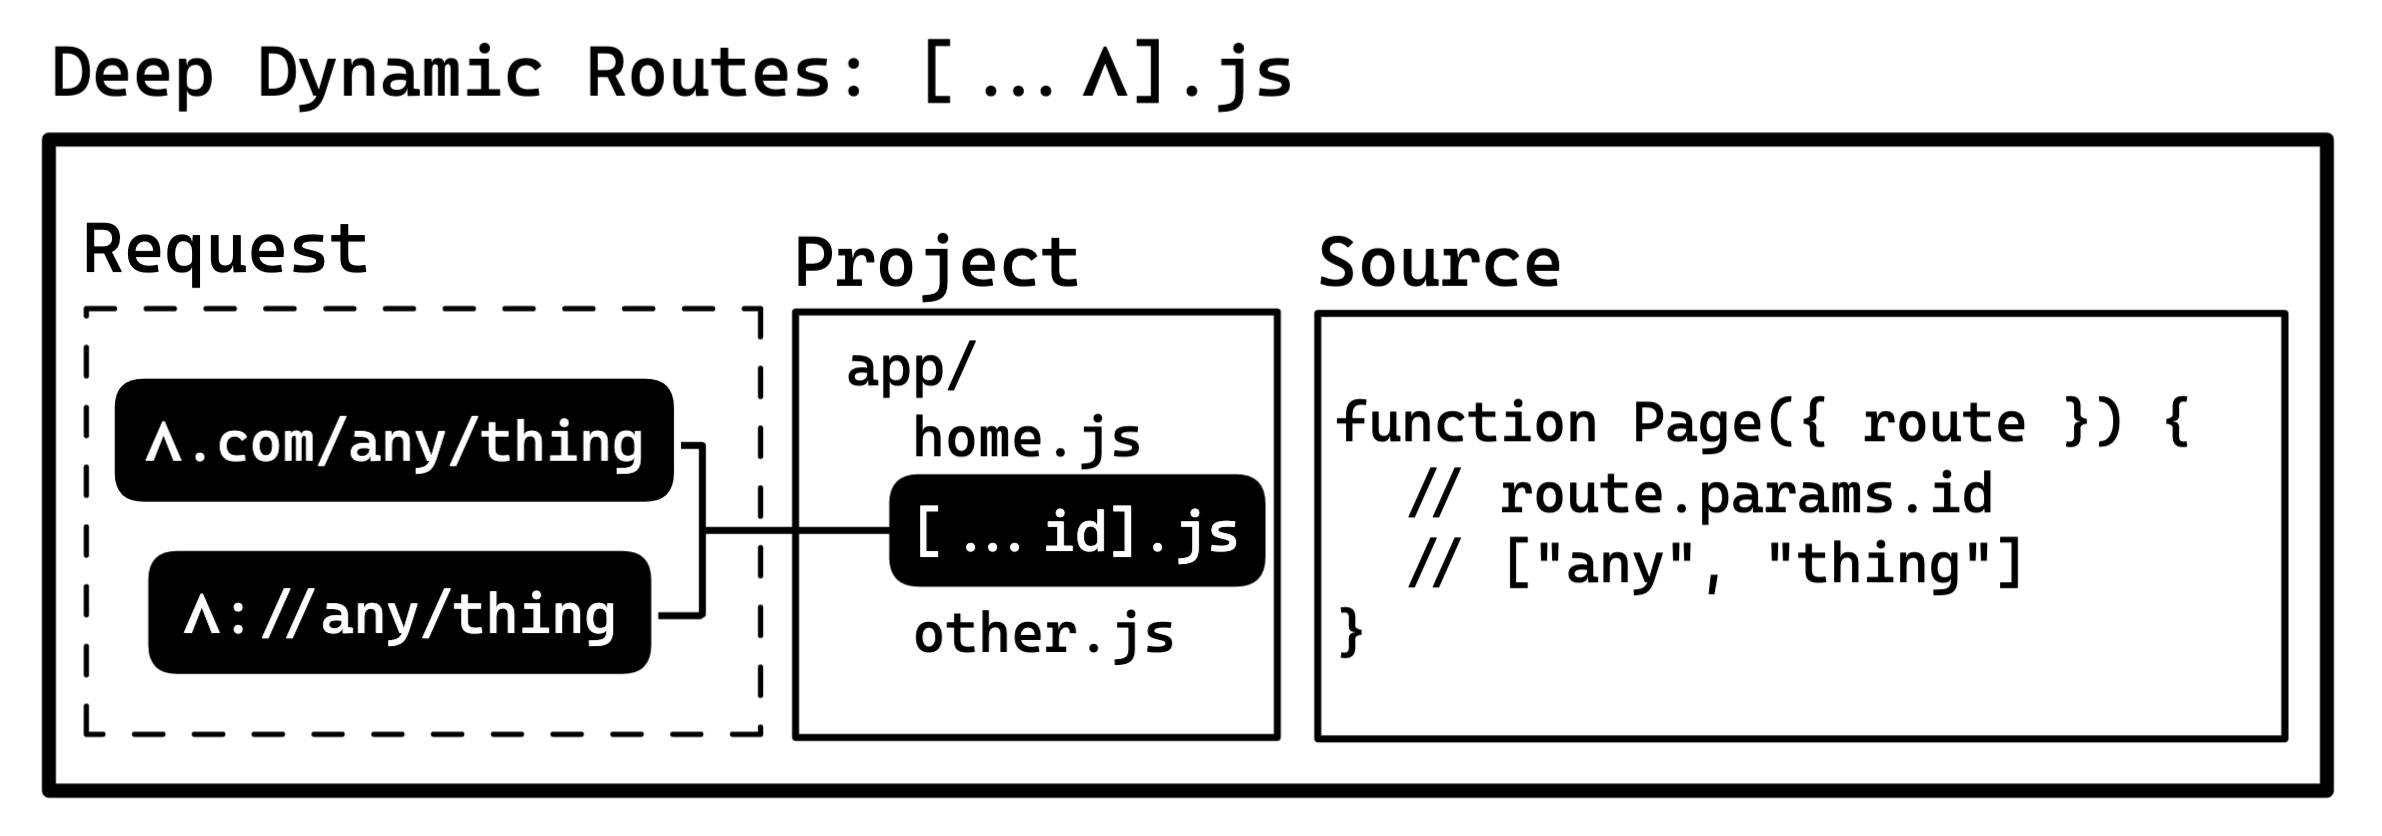 Deep Dynamic Routes: [...Λ].js
Request
Λ.com/any/thing
Λ://any/thing
Project
app/
home.js
[...id].js
other.js
Source
function Page({ route }) {
// route.params.id
// ["any", "thing"]
}